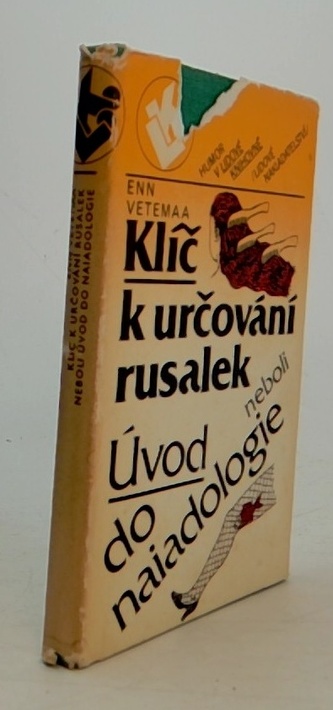 LK
HUMOR
V LIDOVÉ
KNIHOVNĚ
LIDOVÉ
NAKLADATELSTVÍ
ENN
VETEMAA
Klíč
k určování
rusalek
neboli
Úvod
do
naiadologie
KLÍČ K URČOVÁNÍ RUSALEK
NEBOLI ÚVOD DO NAIADOLOGIE